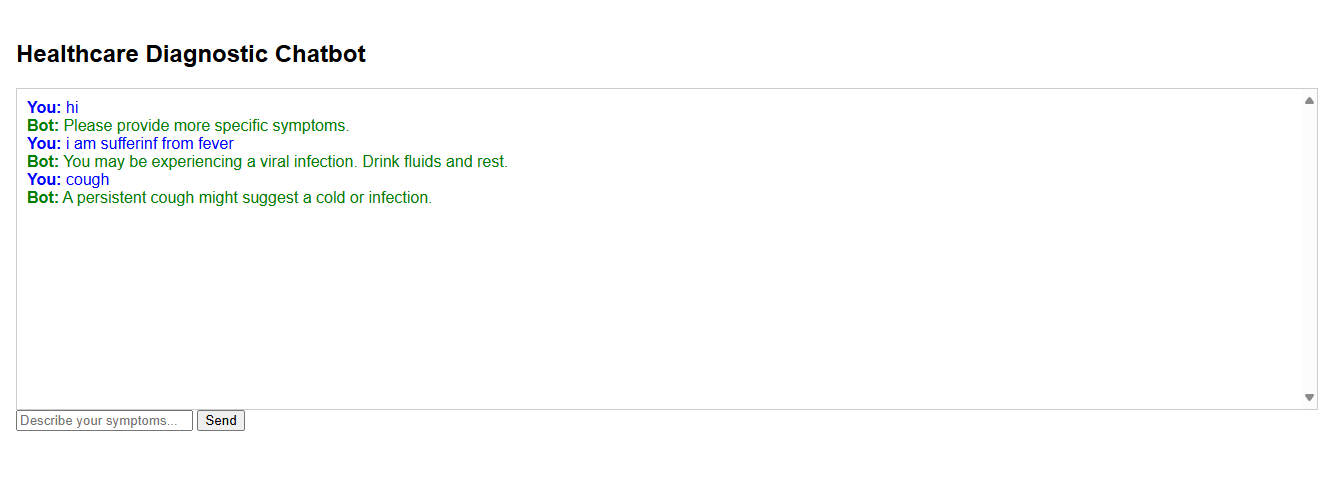 Healthcare Diagnostic Chatbot
You: hi
Bot: Please provide more specific symptoms.
You: i am sufferinf from fever
Bot: You may be experiencing a viral infection. Drink fluids and rest.
You: cough
Bot: A persistent cough might suggest a cold or infection.
Describe your symptoms... Send